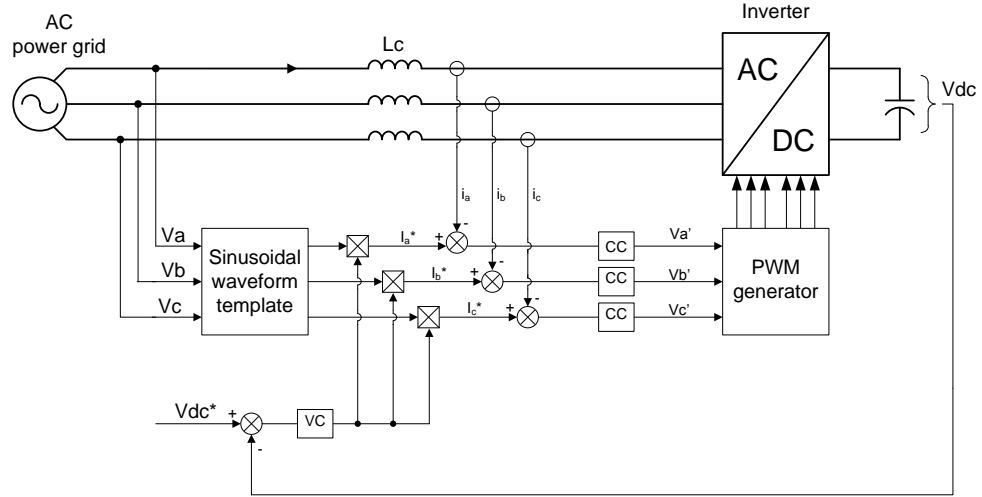 AC
power grid
Lc
Inverter
AC
DC
Vdc
ia
ib
ic
-
-
-
Va
Vb
Vc
Sinusoidal
waveform
template
Ia*
Ib*
Ic*
+
+
+
CC
CC
CC
Va'
Vb'
Vc'
PWM
generator
Vdc*
+
-
VC